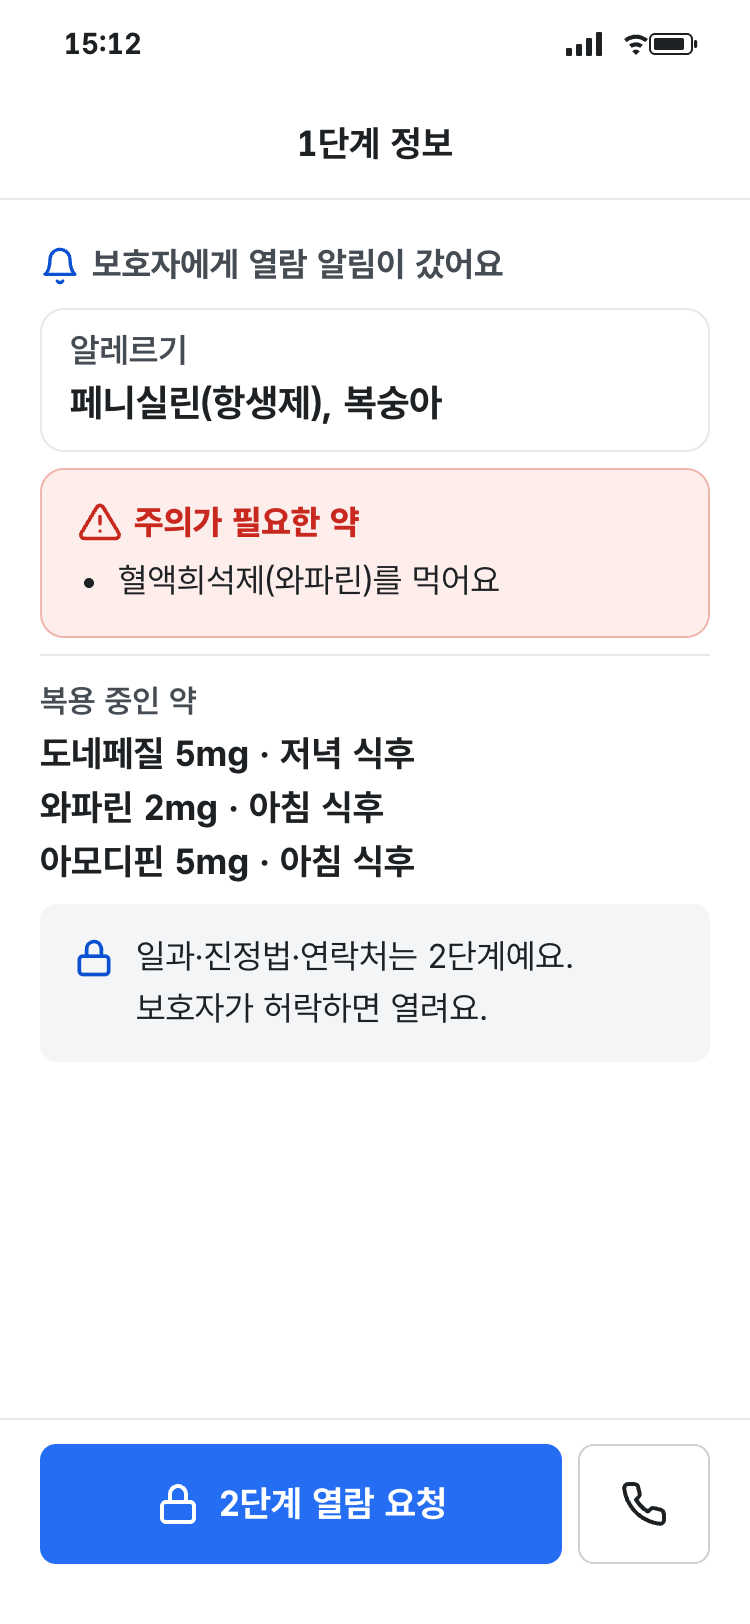 15:12
1단계 정보
보호자에게 열람 알림이 갔어요
알레르기
페니실린(항생제), 복숭아
주의가 필요한 약
• 혈액희석제(와파린)를 먹어요
복용 중인 약
도네페질 5mg · 저녁 식후
와파린 2mg · 아침 식후
아모디핀 5mg · 아침 식후
일과·진정법·연락처는 2단계예요.
보호자가 허락하면 열려요.
2단계 열람 요청